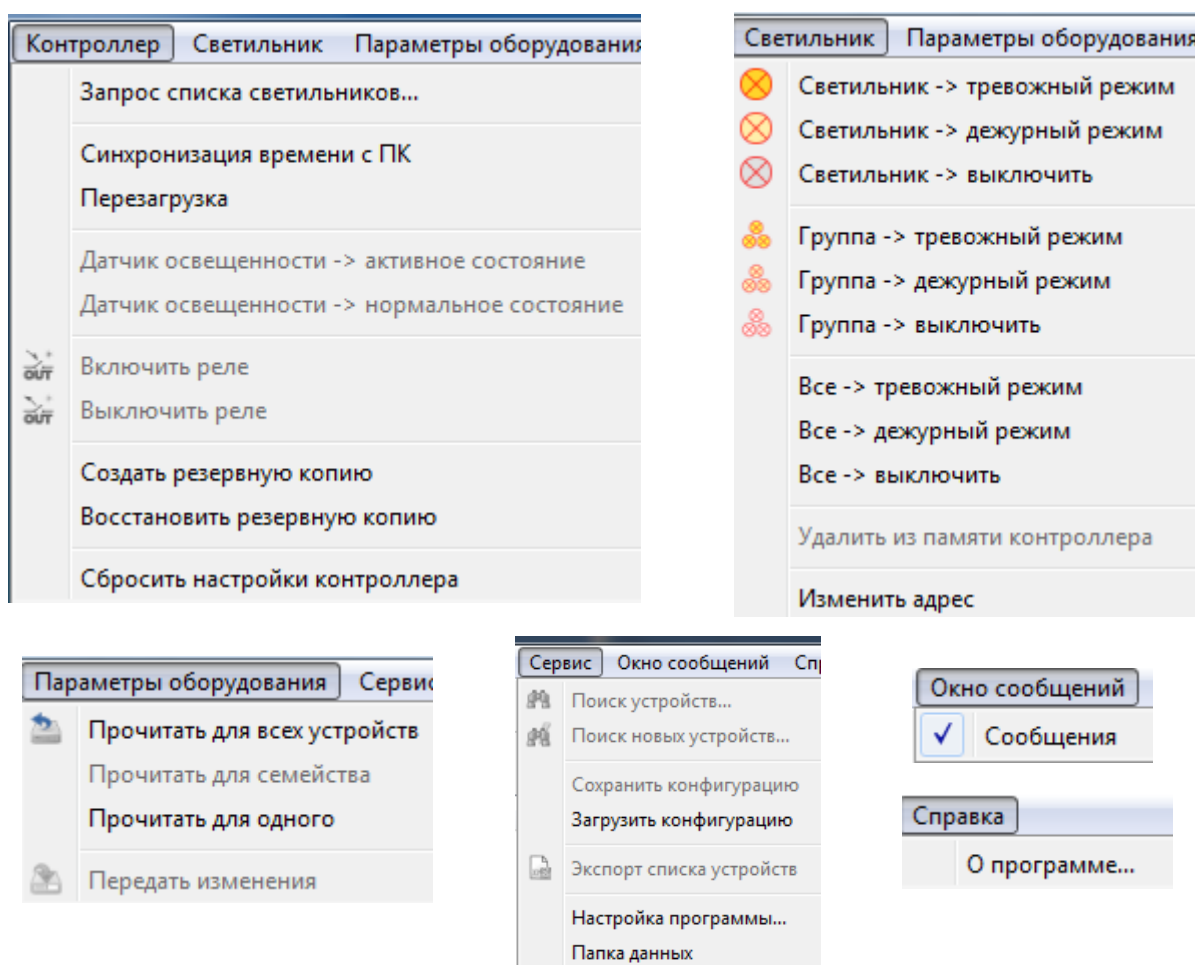 Контроллер Светильник Параметры оборудования
Запрос списка светильников...
Синхронизация времени с ПК
Перезагрузка
Датчик освещенности -> активное состояние
Датчик освещенности -> нормальное состояние
OUT Включить реле
OUT Выключить реле
Создать резервную копию
Восстановить резервную копию
Сбросить настройки контроллера
Светильник Параметры оборудования
Светильник -> тревожный режим
Светильник -> дежурный режим
Светильник -> выключить
Группа -> тревожный режим
Группа -> дежурный режим
Группа -> выключить
Все -> тревожный режим
Все -> дежурный режим
Все -> выключить
Удалить из памяти контроллера
Изменить адрес
Параметры оборудования Сервис
Прочитать для всех устройств
Прочитать для семейства
Прочитать для одного
Передать изменения
Сервис Окно сообщений Сп
Поиск устройств...
Поиск новых устройств...
Сохранить конфигурацию
Загрузить конфигурацию
Экспорт списка устройств
Настройка программы...
Папка данных
Окно сообщений
Сообщения
Справка
О программе...